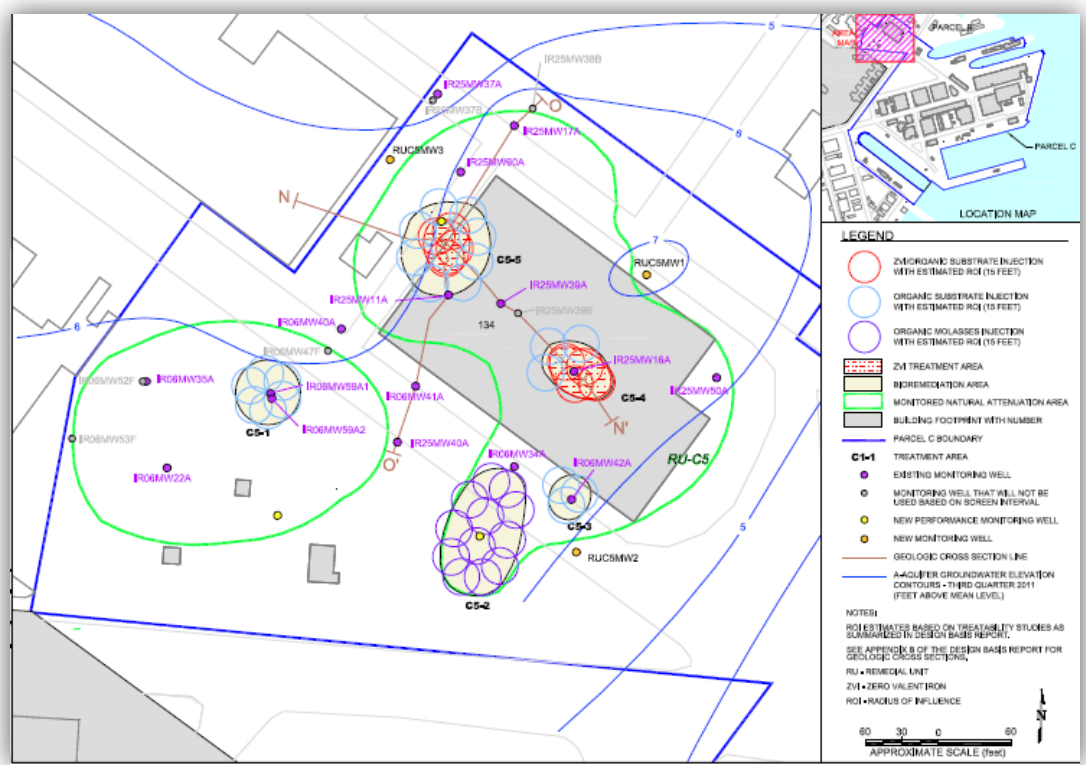 5
IR25MW38B
IR25MW37A
IR25MW37B
O
IR25MW17A
6
RUC5MW3
IR25MW60A
N
C5-5
7
RUC5MW1
IR25MW11A
IR25MW39A
IR25MW39B
134
6
IR06MW40A
IR06MW47F
IR06MW52F
IR06MW35A
IR06MW59A1
IR06MW41A
IR25MW16A
IR25MW50A
C5-4
IR06MW59A2
C5-1
N'
IR06MW53F
IR25MW40A
O'
IR06MW34A
RU-C5
IR06MW22A
IR06MW42A
C5-3
5
RUC5MW2
C5-2
AREA
MAP
PARCEL B
PARCEL C
LOCATION MAP
LEGEND
ZVI/ORGANIC SUBSTRATE INJECTION
WITH ESTIMATED ROI (15 FEET)
ORGANIC SUBSTRATE INJECTION
WITH ESTIMATED ROI (15 FEET)
ORGANIC MOLASSES INJECTION
WITH ESTIMATED ROI (15 FEET)
ZVI TREATMENT AREA
BIOREMEDIATION AREA
MONITORED NATURAL ATTENUATION AREA
BUILDING FOOTPRINT WITH NUMBER
PARCEL C BOUNDARY
C1-1 TREATMENT AREA
EXISTING MONITORING WELL
MONITORING WELL THAT WILL NOT BE
USED BASED ON SCREEN INTERVAL
NEW PERFORMANCE MONITORING WELL
NEW MONITORING WELL
GEOLOGIC CROSS SECTION LINE
A-AQUIFER GROUNDWATER ELEVATION
CONTOURS - THIRD QUARTER 2011
(FEET ABOVE MEAN LEVEL)
NOTES:
ROI ESTIMATES BASED ON TREATABILITY STUDIES AS
SUMMARIZED IN DESIGN BASIS REPORT.
SEE APPENDIX B OF THE DESIGN BASIS REPORT FOR
GEOLOGIC CROSS SECTIONS.
RU - REMEDIAL UNIT
ZVI - ZERO VALENT IRON
ROI - RADIUS OF INFLUENCE
N
60 30 0 60
APPROXIMATE SCALE (feet)